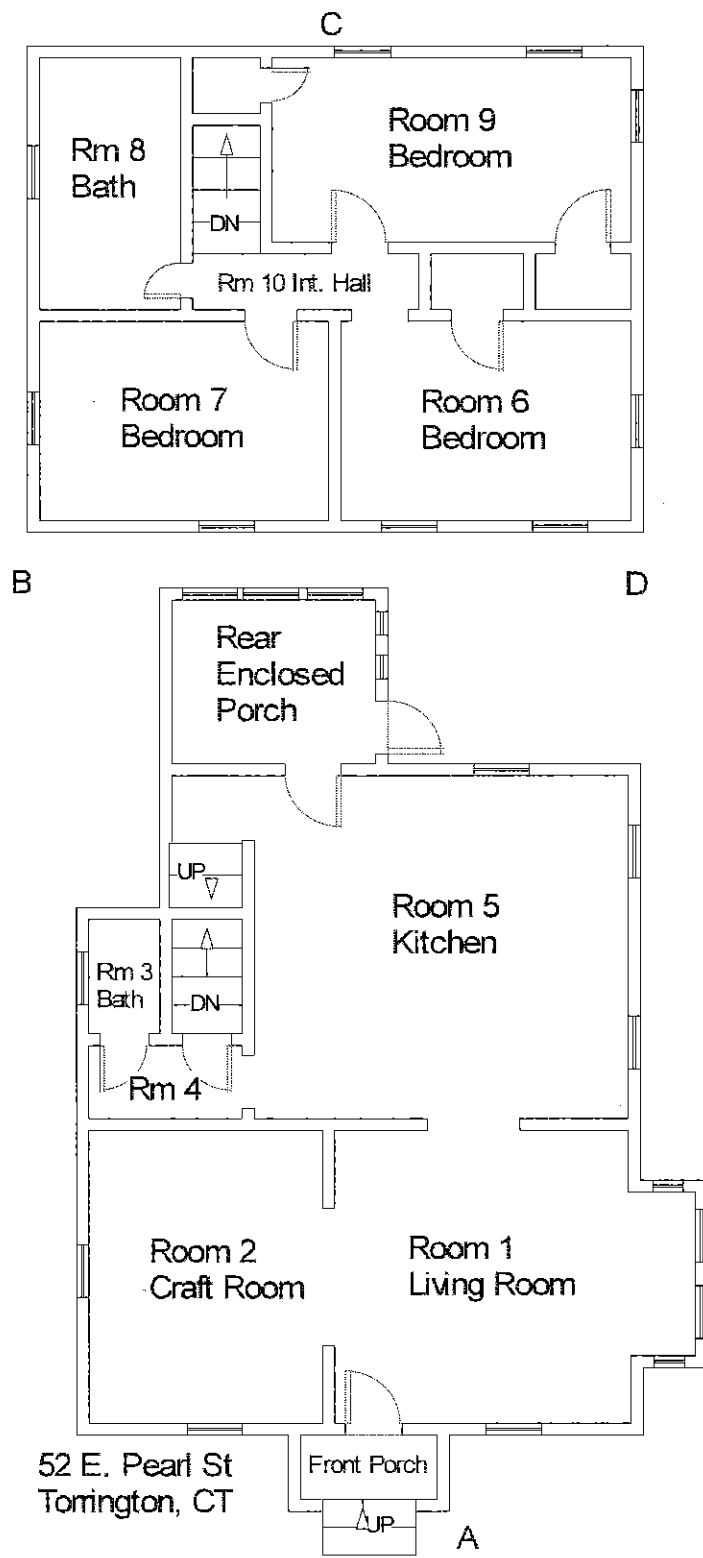 C
Rm 8
Bath
Room 9
Bedroom
DN
Rm 10 Int. Hall
Room 7
Bedroom
Room 6
Bedroom
B
D
Rear
Enclosed
Porch
UP
Room 5
Kitchen
Rm 3
Bath
DN
Rm 4
Room 2
Craft Room
Room 1
Living Room
52 E. Pearl St
Torrington, CT
Front Porch
UP
A